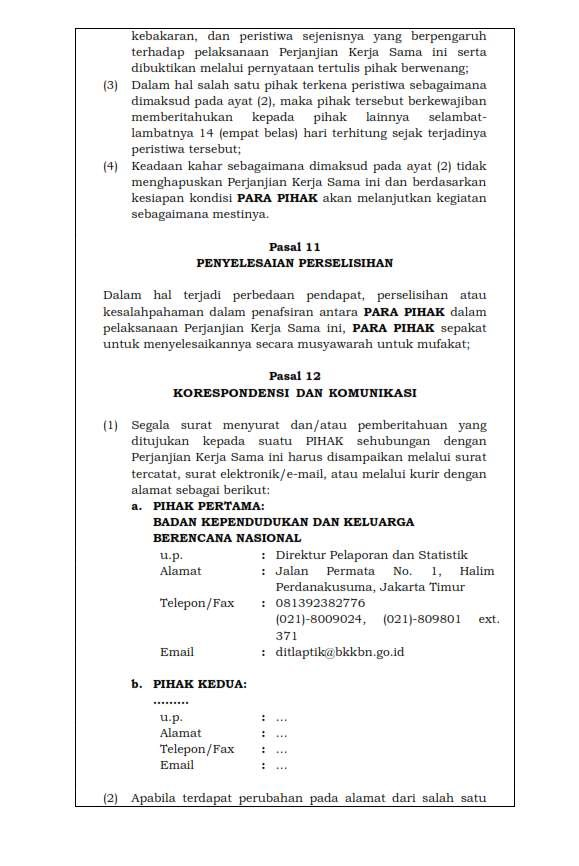 kebakaran, dan peristiwa sejenisnya yang berpengaruh
terhadap pelaksanaan Perjanjian Kerja Sama ini serta
dibuktikan melalui pernyataan tertulis pihak berwenang;
(3) Dalam hal salah satu pihak terkena peristiwa sebagaimana
dimaksud pada ayat (2), maka pihak tersebut berkewajiban
memberitahukan kepada pihak lainnya selambat-
lambatnya 14 (empat belas) hari terhitung sejak terjadinya
peristiwa tersebut;
(4) Keadaan kahar sebagaimana dimaksud pada ayat (2) tidak
menghapuskan Perjanjian Kerja Sama ini dan berdasarkan
kesiapan kondisi PARA PIHAK akan melanjutkan kegiatan
sebagaimana mestinya.
Pasal 11
PENYELESAIAN PERSELISIHAN
Dalam hal terjadi perbedaan pendapat, perselisihan atau
kesalahpahaman dalam penafsiran antara PARA PIHAK dalam
pelaksanaan Perjanjian Kerja Sama ini, PARA PIHAK sepakat
untuk menyelesaikannya secara musyawarah untuk mufakat;
Pasal 12
KORESPONDENSI DAN KOMUNIKASI
(1) Segala surat menyurat dan/atau pemberitahuan yang
ditujukan kepada suatu PIHAK sehubungan dengan
Perjanjian Kerja Sama ini harus disampaikan melalui surat
tercatat, surat elektronik/e-mail, atau melalui kurir dengan
alamat sebagai berikut:
a. PIHAK PERTAMA:
BADAN KEPENDUDUKAN DAN KELUARGA
BERENCANA NASIONAL
u.p. : Direktur Pelaporan dan Statistik
Alamat : Jalan Permata No. 1, Halim
Perdanakusuma, Jakarta Timur
Telepon/Fax : 081392382776
(021)-8009024, (021)-809801 ext.
371
Email : ditlaptik@bkkbn.go.id
b. PIHAK KEDUA:
.........
u.p. : ...
Alamat : ...
Telepon/Fax : ...
Email : ...
(2) Apabila terdapat perubahan pada alamat dari salah satu